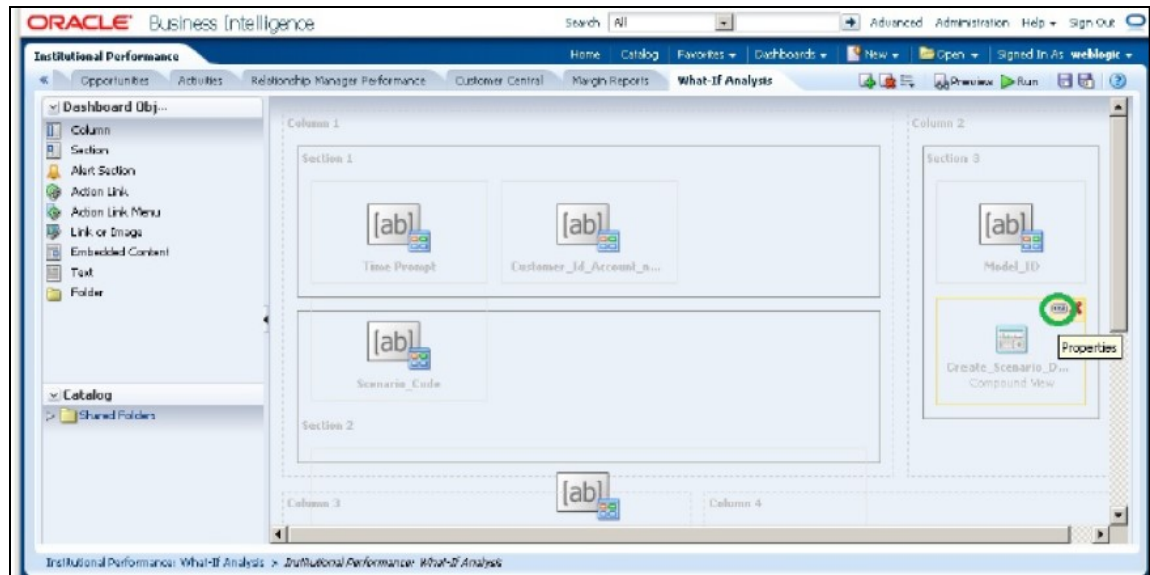 ORACLE® Business Intelligence Search All Advanced Administration Help Sign Out
Institutional Performance Home Catalog Favorites Dashboards New Open Signed In As weblogic
« Opportunities Activities Relationship Manager Performance Customer Central Margin Reports What-If Analysis Preview Run
Dashboard Obj...
Column
Section
Alert Section
Action Link
Action Link Menu
Link or Image
Embedded Content
Text
Folder
Catalog
Shared Folders
Column 1
Section 1
[ab] [ab]
Time Prompt Customer_Id_Account_n...
[ab]
Scenario_Code
Section 2
[ab]
Column 2
Section 3
[ab]
Model_ID
Properties
Create_Scenario_D...
Compound View
Column 3 Column 4
Institutional Performance: What-If Analysis > Institutional Performance: What-If Analysis